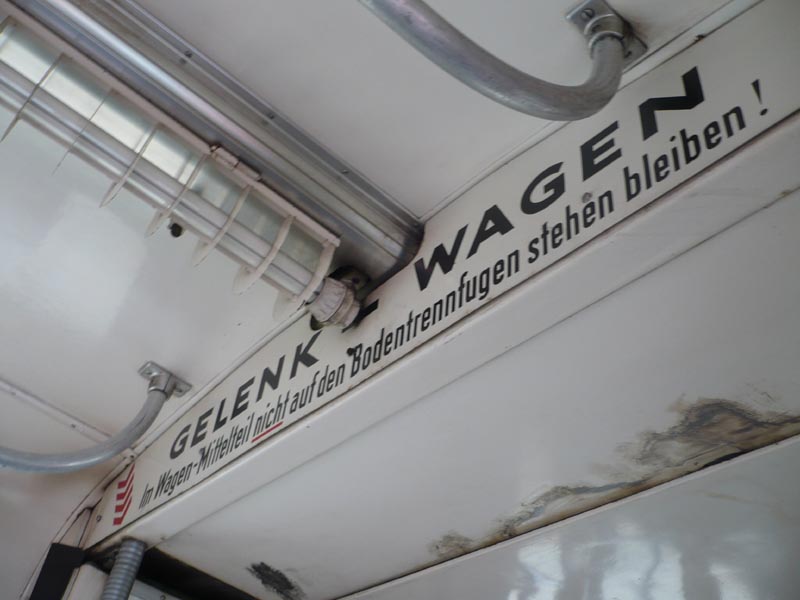 GELENK - WAGEN
Im Wagen-Mittelteil nicht auf den Bodentrennfugen stehen bleiben!